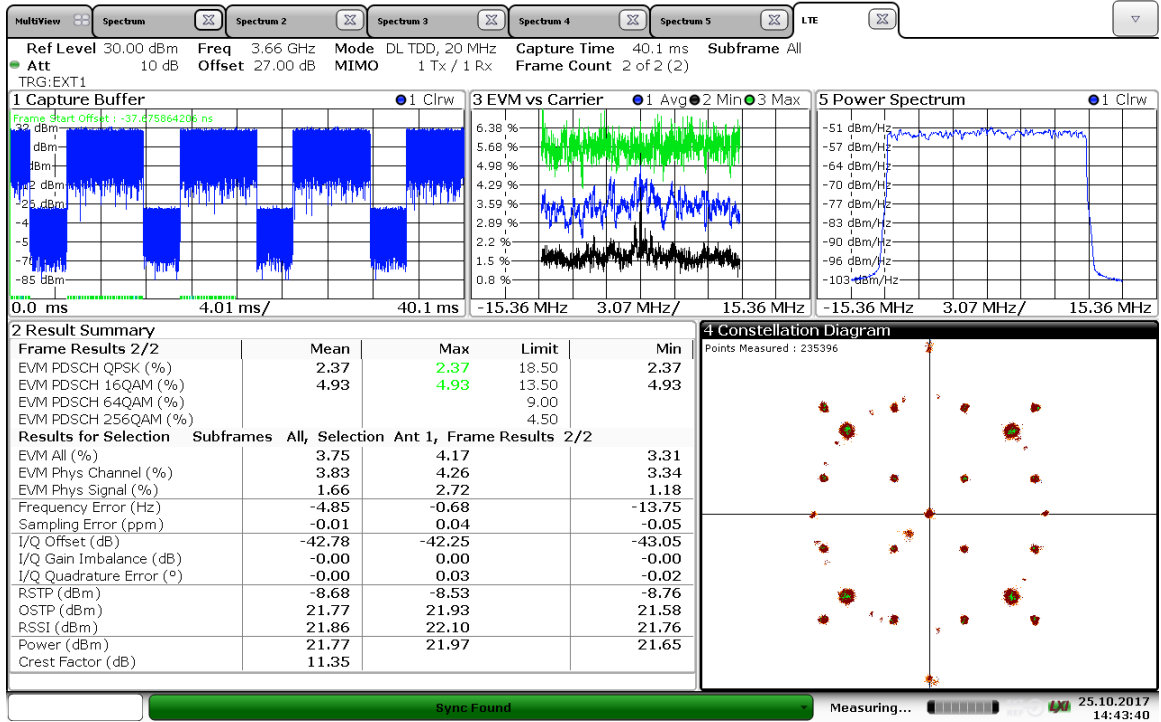 MultiView Spectrum Spectrum 2 Spectrum 3 Spectrum 4 Spectrum 5 LTE
Ref Level 30.00 dBm Freq 3.66 GHz Mode DL TDD, 20 MHz Capture Time 40.1 ms Subframe All
Att 10 dB Offset 27.00 dB MIMO 1 Tx / 1 Rx Frame Count 2 of 2 (2)
TRG:EXT1
1 Capture Buffer 1 Clrw
Frame Start Offset : -37.675864206 ns
-85 dBm
0.0 ms 4.01 ms/ 40.1 ms
3 EVM vs Carrier 1 Avg 2 Min 3 Max
6.38 %
5.68 %
4.98 %
4.29 %
3.59 %
2.89 %
2.2 %
1.5 %
0.8 %
-15.36 MHz 3.07 MHz/ 15.36 MHz
5 Power Spectrum 1 Clrw
-51 dBm/Hz
-57 dBm/Hz
-64 dBm/Hz
-70 dBm/Hz
-77 dBm/Hz
-83 dBm/Hz
-90 dBm/Hz
-96 dBm/Hz
-103 dBm/Hz
-15.36 MHz 3.07 MHz/ 15.36 MHz
2 Result Summary
Frame Results 2/2 Mean Max Limit Min
EVM PDSCH QPSK (%) 2.37 2.37 18.50 2.37
EVM PDSCH 16QAM (%) 4.93 4.93 13.50 4.93
EVM PDSCH 64QAM (%) 9.00
EVM PDSCH 256QAM (%) 4.50
Results for Selection Subframes All, Selection Ant 1, Frame Results 2/2
EVM All (%) 3.75 4.17 3.31
EVM Phys Channel (%) 3.83 4.26 3.34
EVM Phys Signal (%) 1.66 2.72 1.18
Frequency Error (Hz) -4.85 -0.68 -13.75
Sampling Error (ppm) -0.01 0.04 -0.05
I/Q Offset (dB) -42.78 -42.25 -43.05
I/Q Gain Imbalance (dB) -0.00 0.00 -0.00
I/Q Quadrature Error (°) -0.00 0.03 -0.02
RSTP (dBm) -8.68 -8.53 -8.76
OSTP (dBm) 21.77 21.93 21.58
RSSI (dBm) 21.86 22.10 21.76
Power (dBm) 21.77 21.97 21.65
Crest Factor (dB) 11.35
4 Constellation Diagram
Points Measured : 235396
Sync Found
Measuring...
LXI
25.10.2017
14:43:40